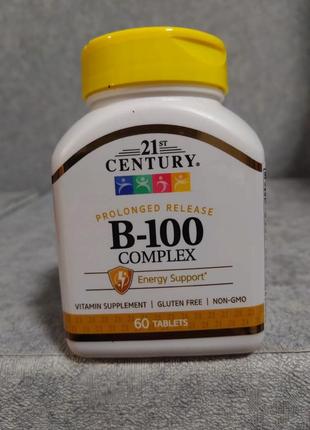 21ST
CENTURY®
PROLONGED RELEASE
B-100
COMPLEX
Energy Support*
VITAMIN SUPPLEMENT | GLUTEN FREE | NON-GMO
60 TABLETS